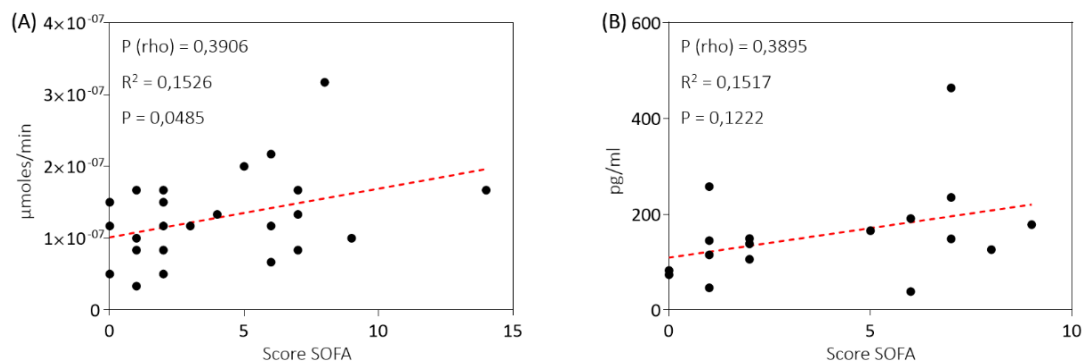 (A)
P (rho) = 0,3906
R² = 0,1526
P = 0,0485
µmoles/min
4×10⁻⁰⁷
3×10⁻⁰⁷
2×10⁻⁰⁷
1×10⁻⁰⁷
0
0 5 10 15
Score SOFA
(B)
P (rho) = 0,3895
R² = 0,1517
P = 0,1222
pg/ml
600
400
200
0
0 5 10
Score SOFA